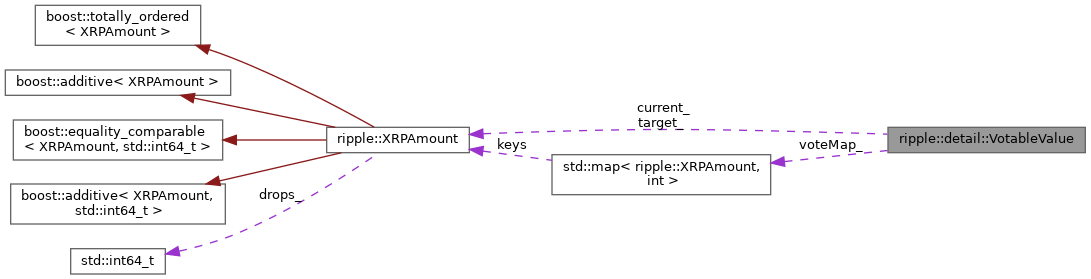 boost::totally_ordered
< XRPAmount >
boost::additive< XRPAmount >
boost::equality_comparable
< XRPAmount, std::int64_t >
boost::additive< XRPAmount,
std::int64_t >
std::int64_t
ripple::XRPAmount
drops_
keys
current_
target_
std::map< ripple::XRPAmount,
int >
voteMap_
ripple::detail::VotableValue